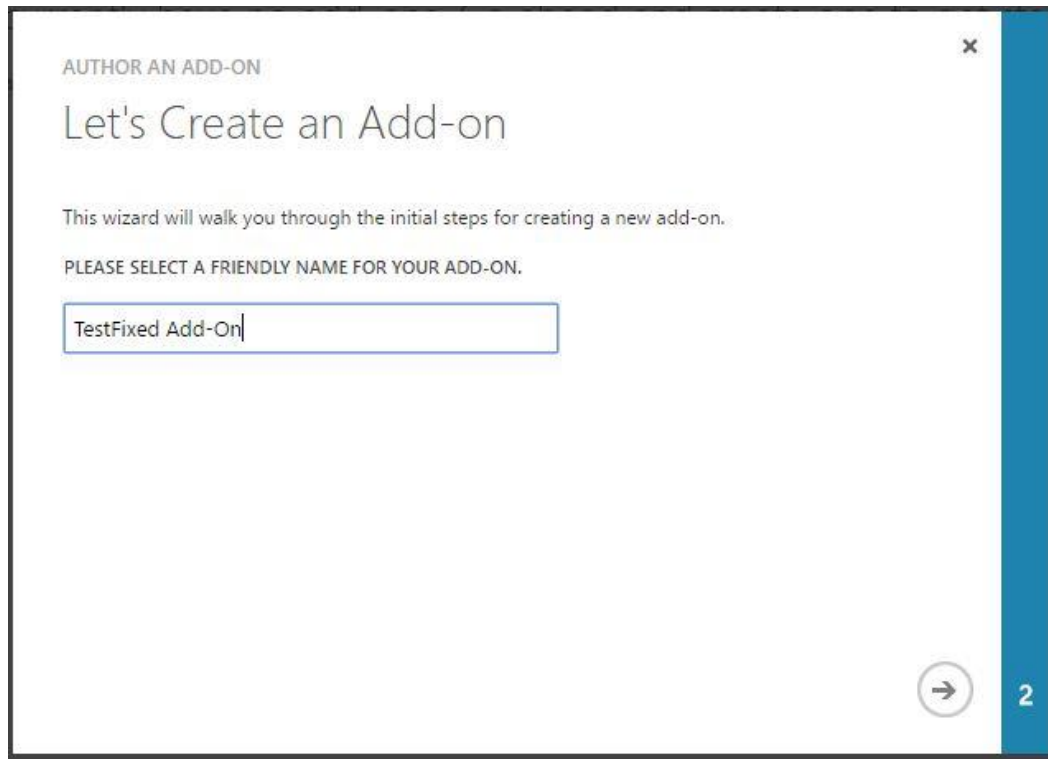 AUTHOR AN ADD-ON
Let's Create an Add-on
This wizard will walk you through the initial steps for creating a new add-on.
PLEASE SELECT A FRIENDLY NAME FOR YOUR ADD-ON.
TestFixed Add-On
2